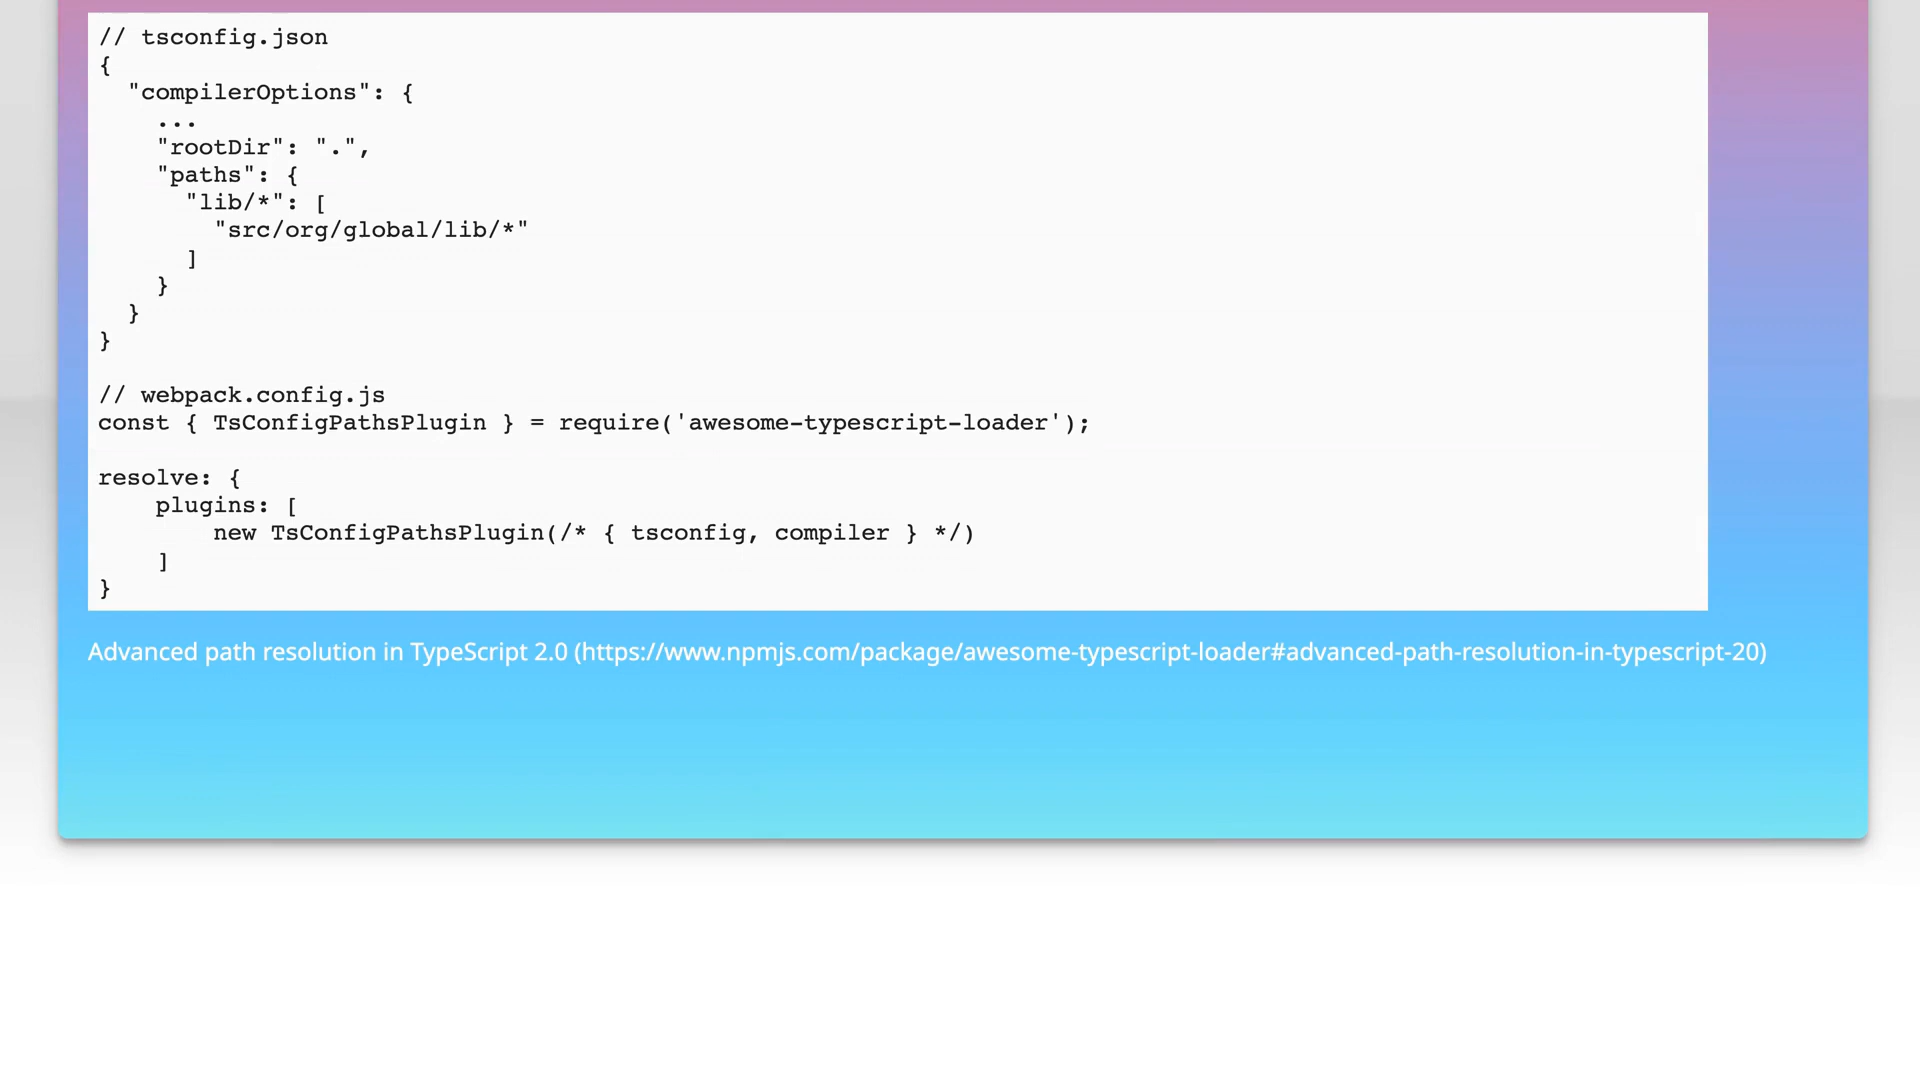 // tsconfig.json
{
  "compilerOptions": {
    ...
    "rootDir": ".",
    "paths": {
      "lib/*": [
        "src/org/global/lib/*"
      ]
    }
  }
}

// webpack.config.js
const { TsConfigPathsPlugin } = require('awesome-typescript-loader');

resolve: {
    plugins: [
        new TsConfigPathsPlugin(/* { tsconfig, compiler } */)
    ]
}
Advanced path resolution in TypeScript 2.0 (https://www.npmjs.com/package/awesome-typescript-loader#advanced-path-resolution-in-typescript-20)